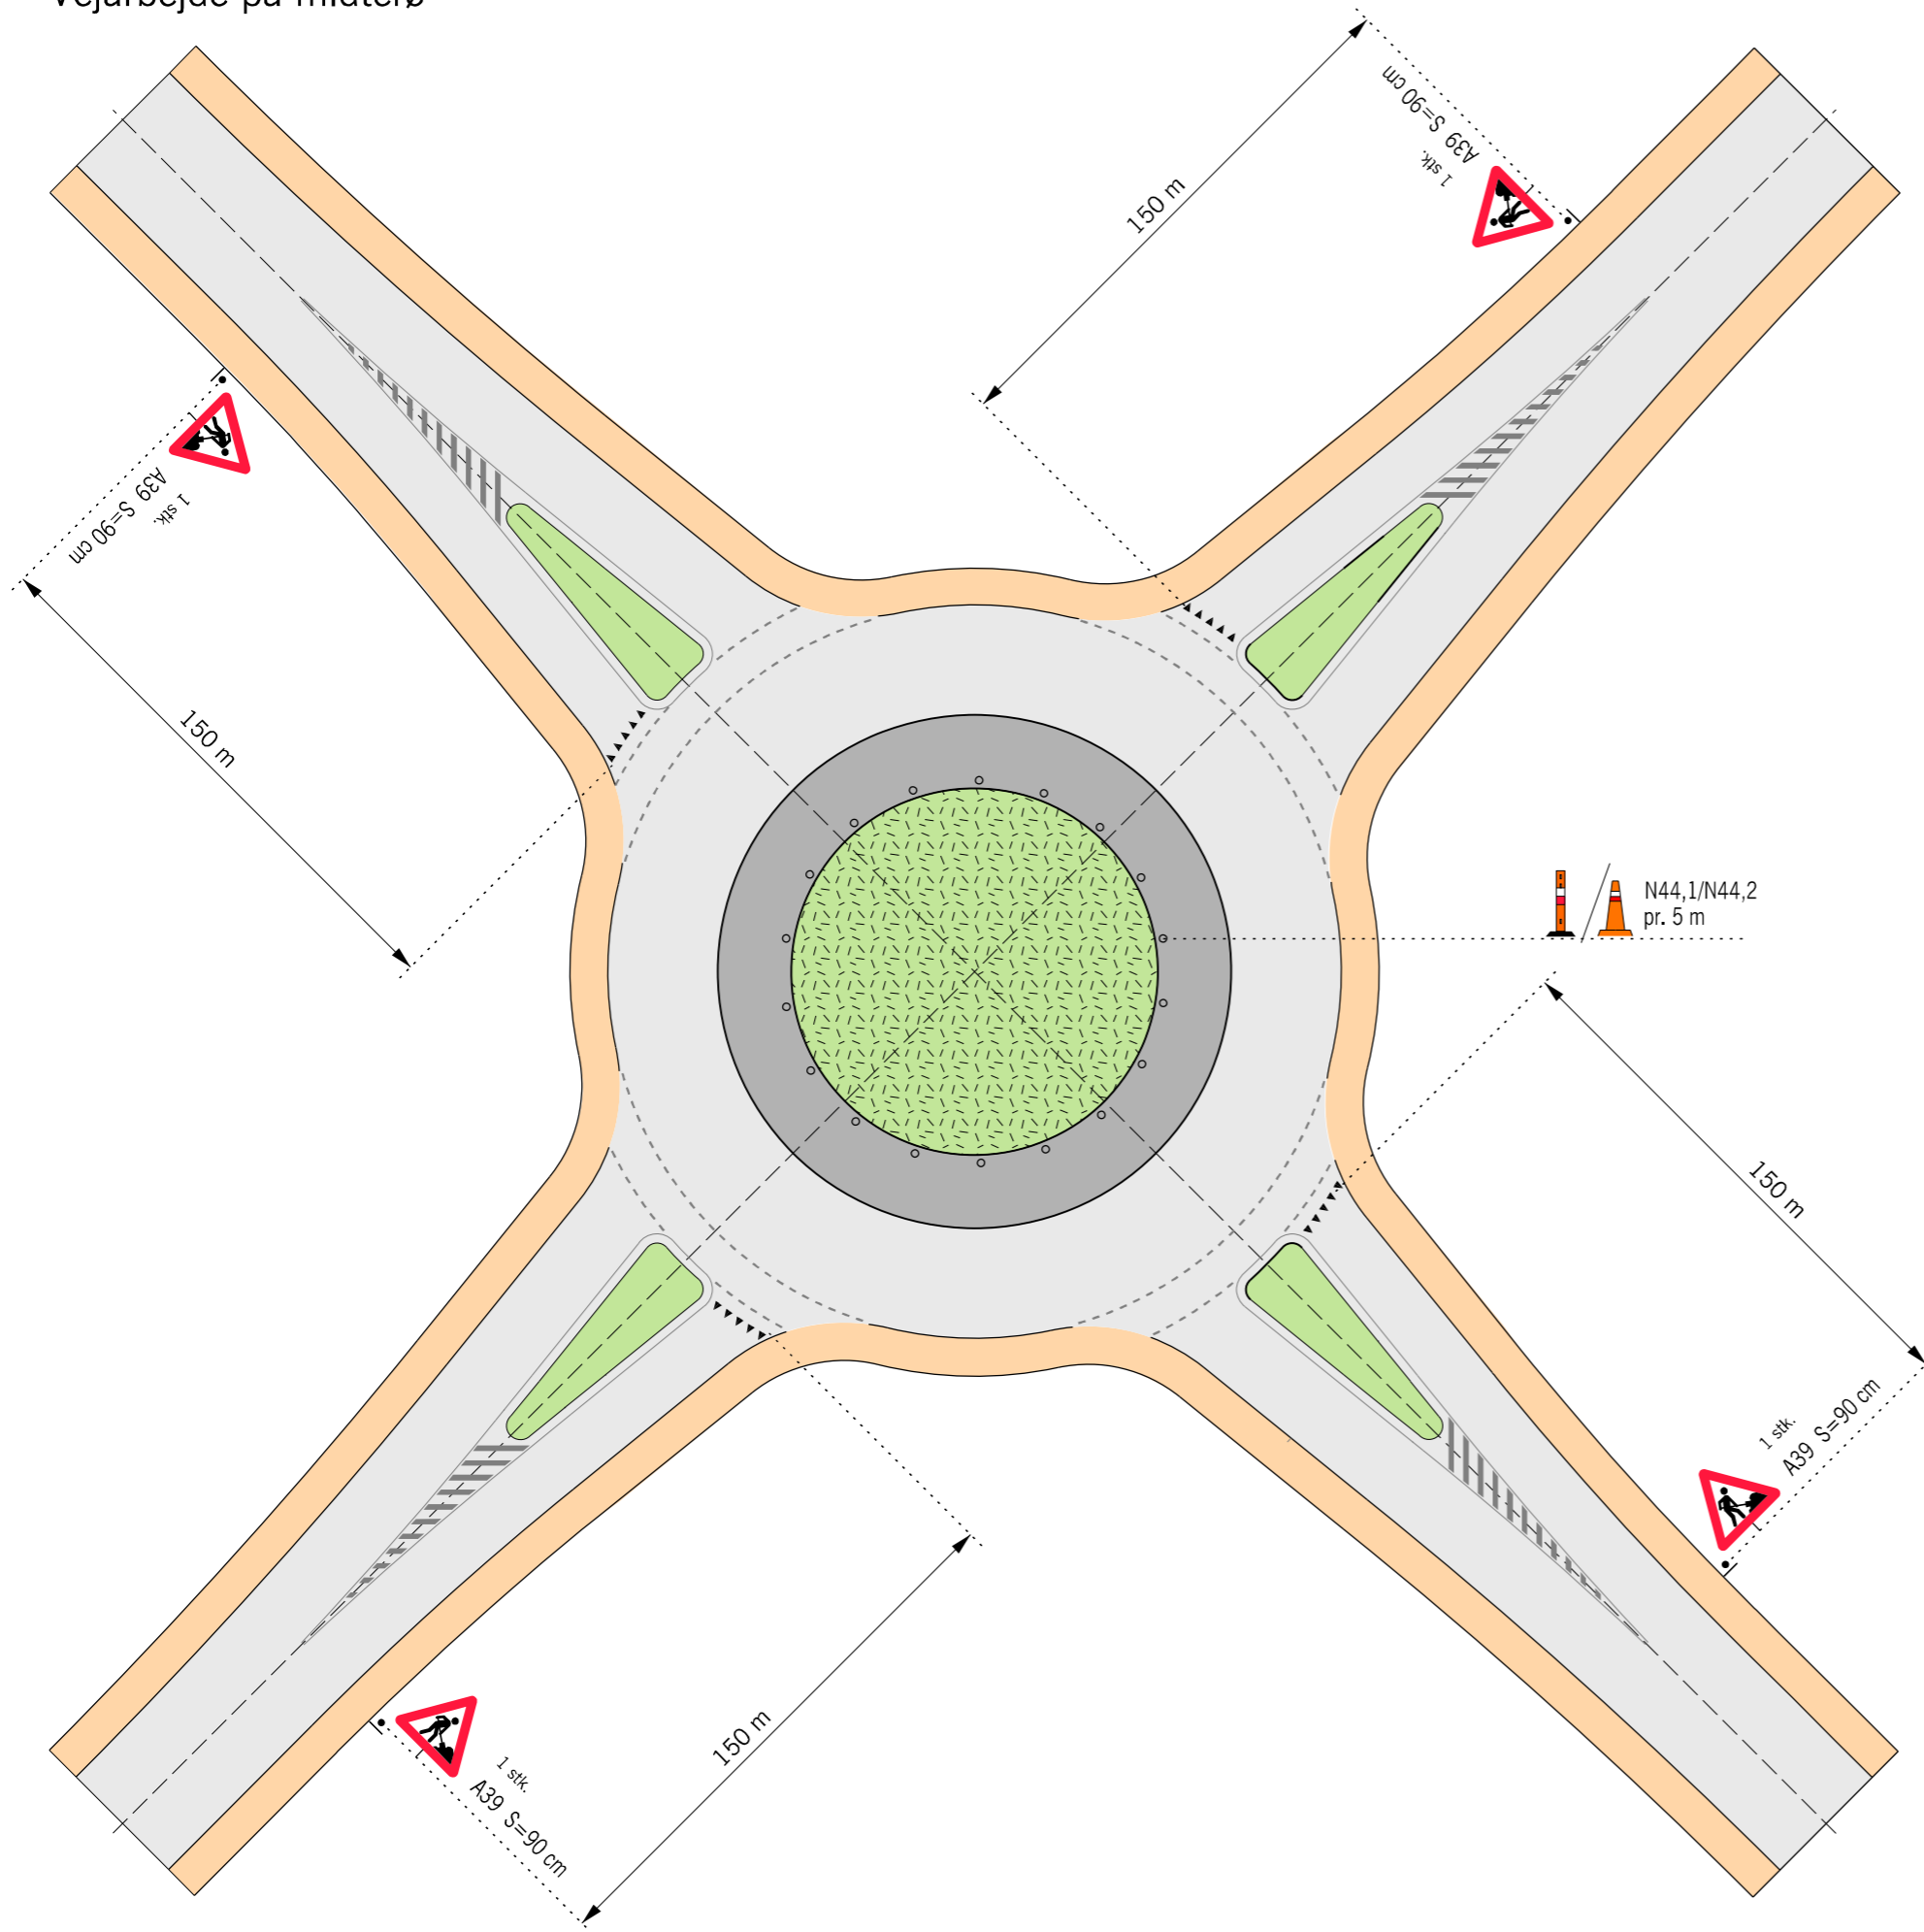 Vejarbejde på midterø
150 m
A39 S=90 cm
1 stk.
A39 S=90 cm
1 stk.
150 m
N44,1/N44,2
pr. 5 m
150 m
1 stk.
A39 S=90 cm
150 m
1 stk.
A39 S=90 cm